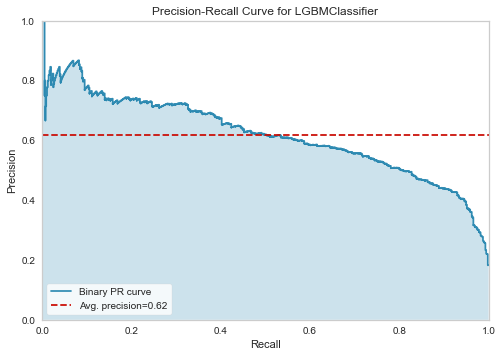 Precision-Recall Curve for LGBMClassifier
1.0
0.8
0.6
0.4
0.2
0.0
Precision
Binary PR curve
Avg. precision=0.62
0.0 0.2 0.4 0.6 0.8 1.0
Recall